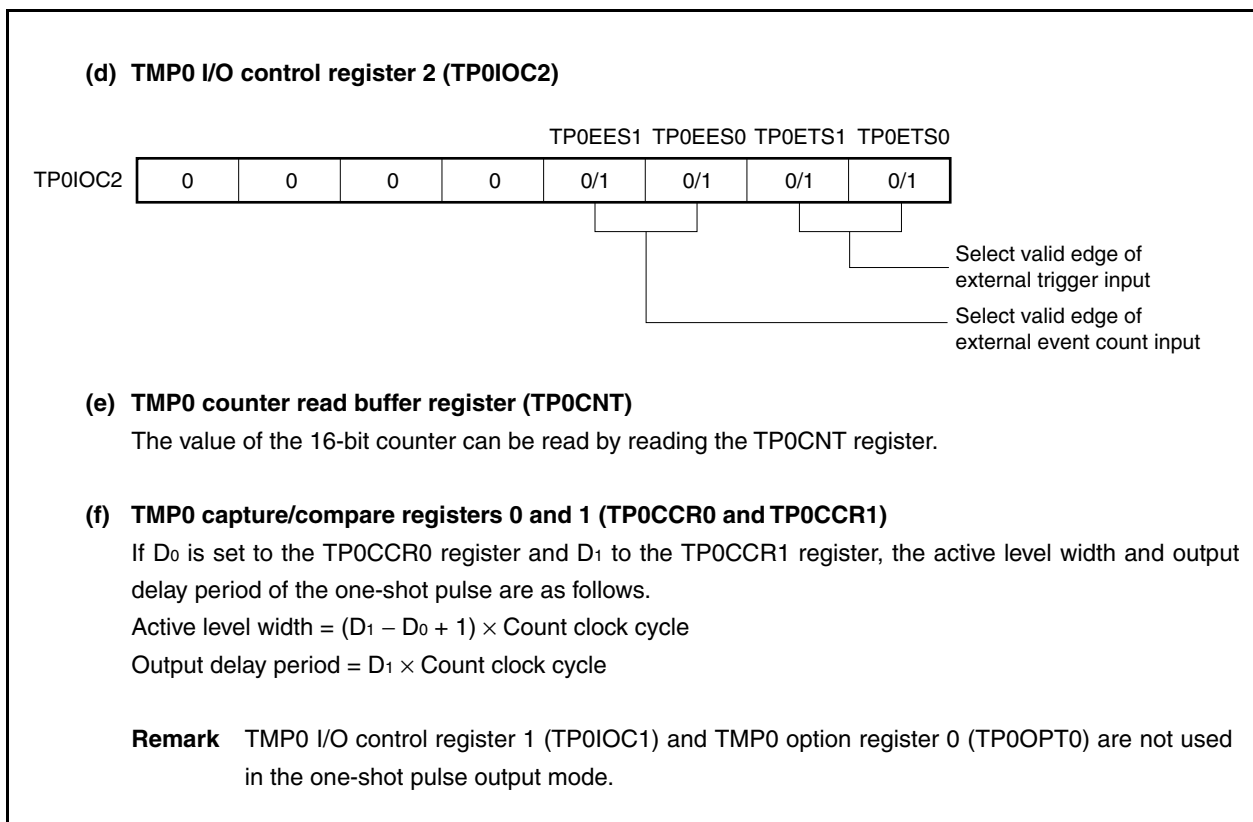 (d) TMP0 I/O control register 2 (TP0IOC2)
TP0EES1 TP0EES0 TP0ETS1 TP0ETS0
TP0IOC2 0 0 0 0 0/1 0/1 0/1 0/1
Select valid edge of
external trigger input
Select valid edge of
external event count input
(e) TMP0 counter read buffer register (TP0CNT)
The value of the 16-bit counter can be read by reading the TP0CNT register.
(f) TMP0 capture/compare registers 0 and 1 (TP0CCR0 and TP0CCR1)
If D0 is set to the TP0CCR0 register and D1 to the TP0CCR1 register, the active level width and output
delay period of the one-shot pulse are as follows.
Active level width = (D1 − D0 + 1) × Count clock cycle
Output delay period = D1 × Count clock cycle
Remark TMP0 I/O control register 1 (TP0IOC1) and TMP0 option register 0 (TP0OPT0) are not used
in the one-shot pulse output mode.